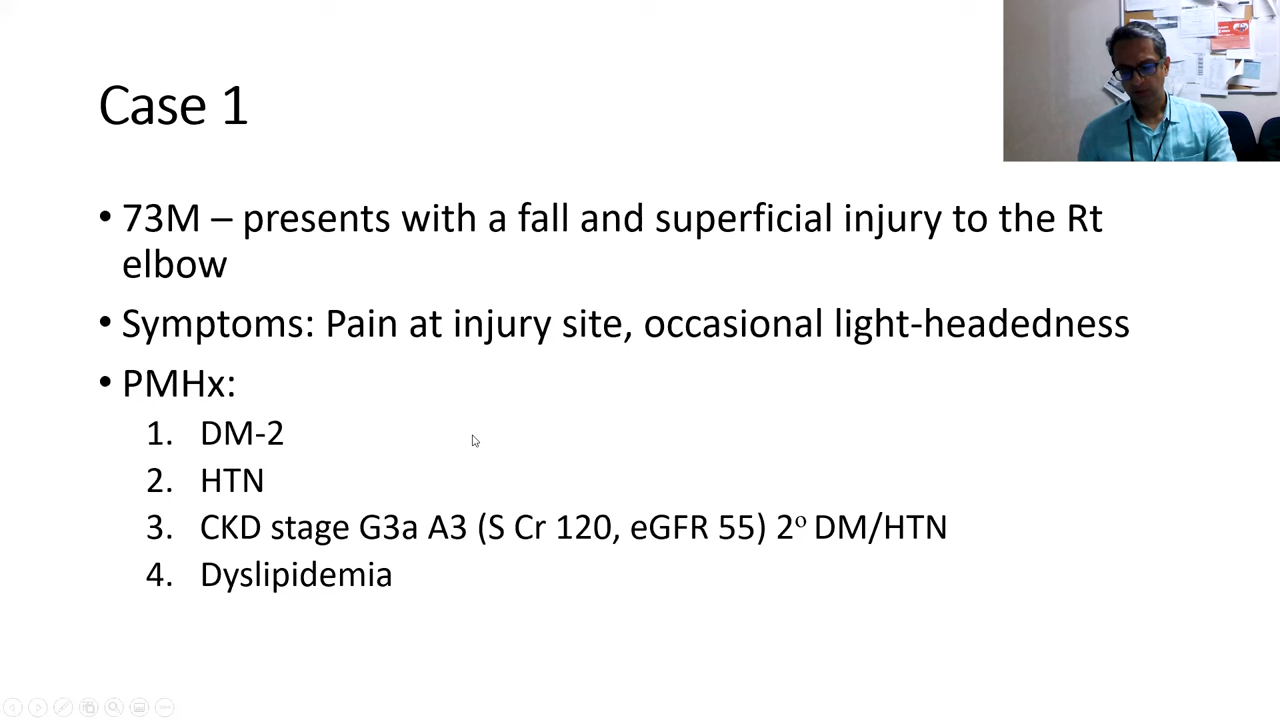 Case 1
• 73M – presents with a fall and superficial injury to the Rt
elbow
• Symptoms: Pain at injury site, occasional light-headedness
• PMHx:
1. DM-2
2. HTN
3. CKD stage G3a A3 (S Cr 120, eGFR 55) 2º DM/HTN
4. Dyslipidemia